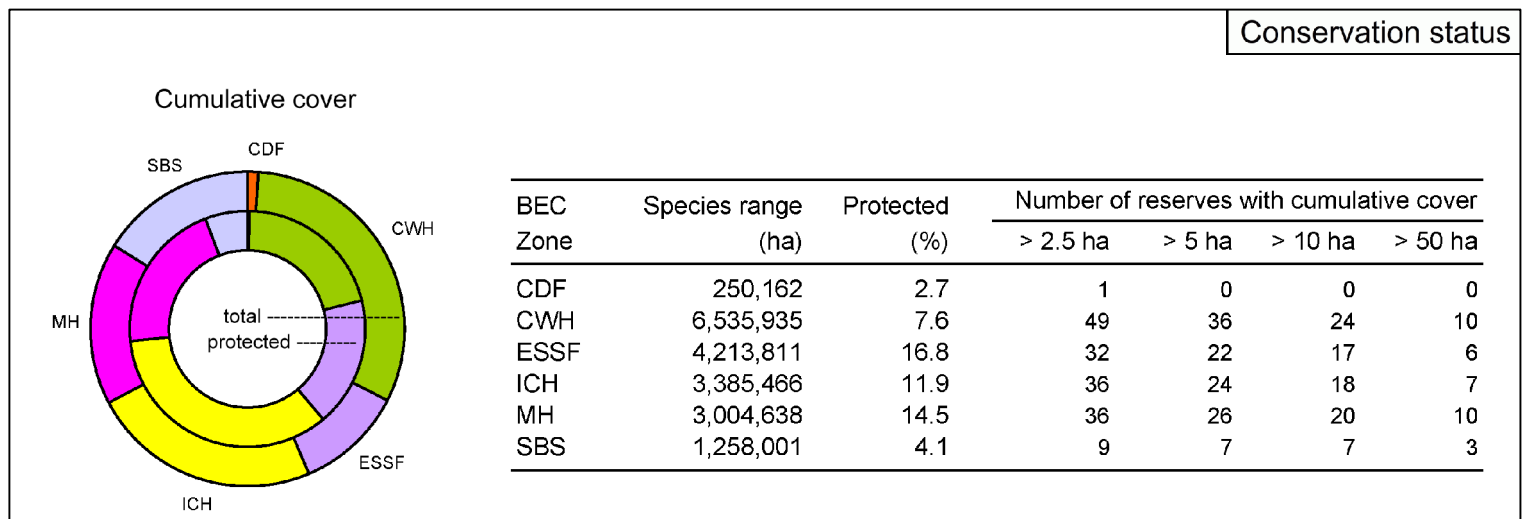 Conservation status
Cumulative cover
CDF
SBS
CWH
MH
total
protected
ESSF
ICH
BEC Species range Protected Number of reserves with cumulative cover
Zone (ha) (%) > 2.5 ha > 5 ha > 10 ha > 50 ha
CDF 250,162 2.7 1 0 0 0
CWH 6,535,935 7.6 49 36 24 10
ESSF 4,213,811 16.8 32 22 17 6
ICH 3,385,466 11.9 36 24 18 7
MH 3,004,638 14.5 36 26 20 10
SBS 1,258,001 4.1 9 7 7 3